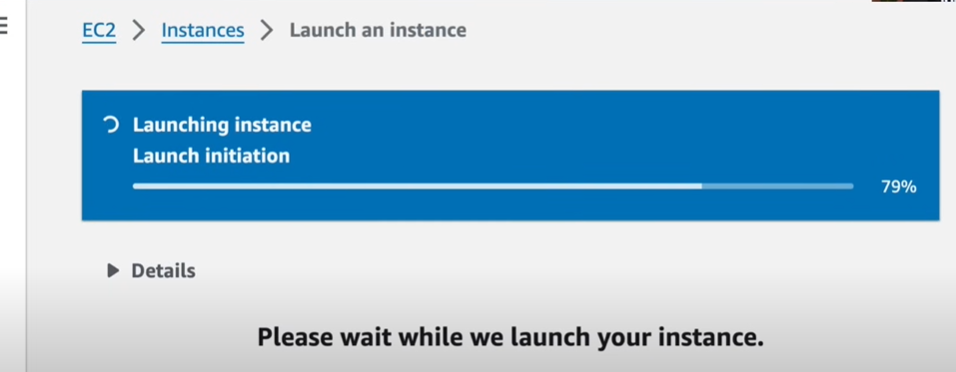 EC2 > Instances > Launch an instance
Launching instance
Launch initiation
79%
Details
Please wait while we launch your instance.